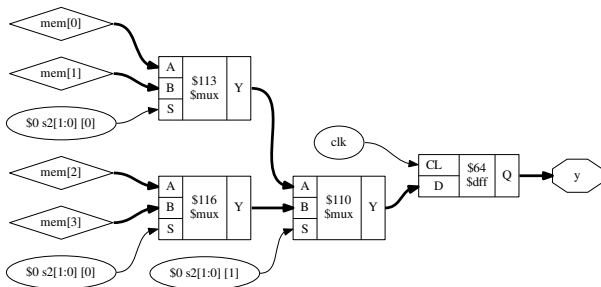 mem[0]
mem[1]
$0 s2[1:0] [0]
A
B
S
$113
$mux
Y
mem[2]
mem[3]
$0 s2[1:0] [0]
A
B
S
$116
$mux
Y
$0 s2[1:0] [1]
A
B
S
$110
$mux
Y
clk
CL
D
$64
$dff
Q
y